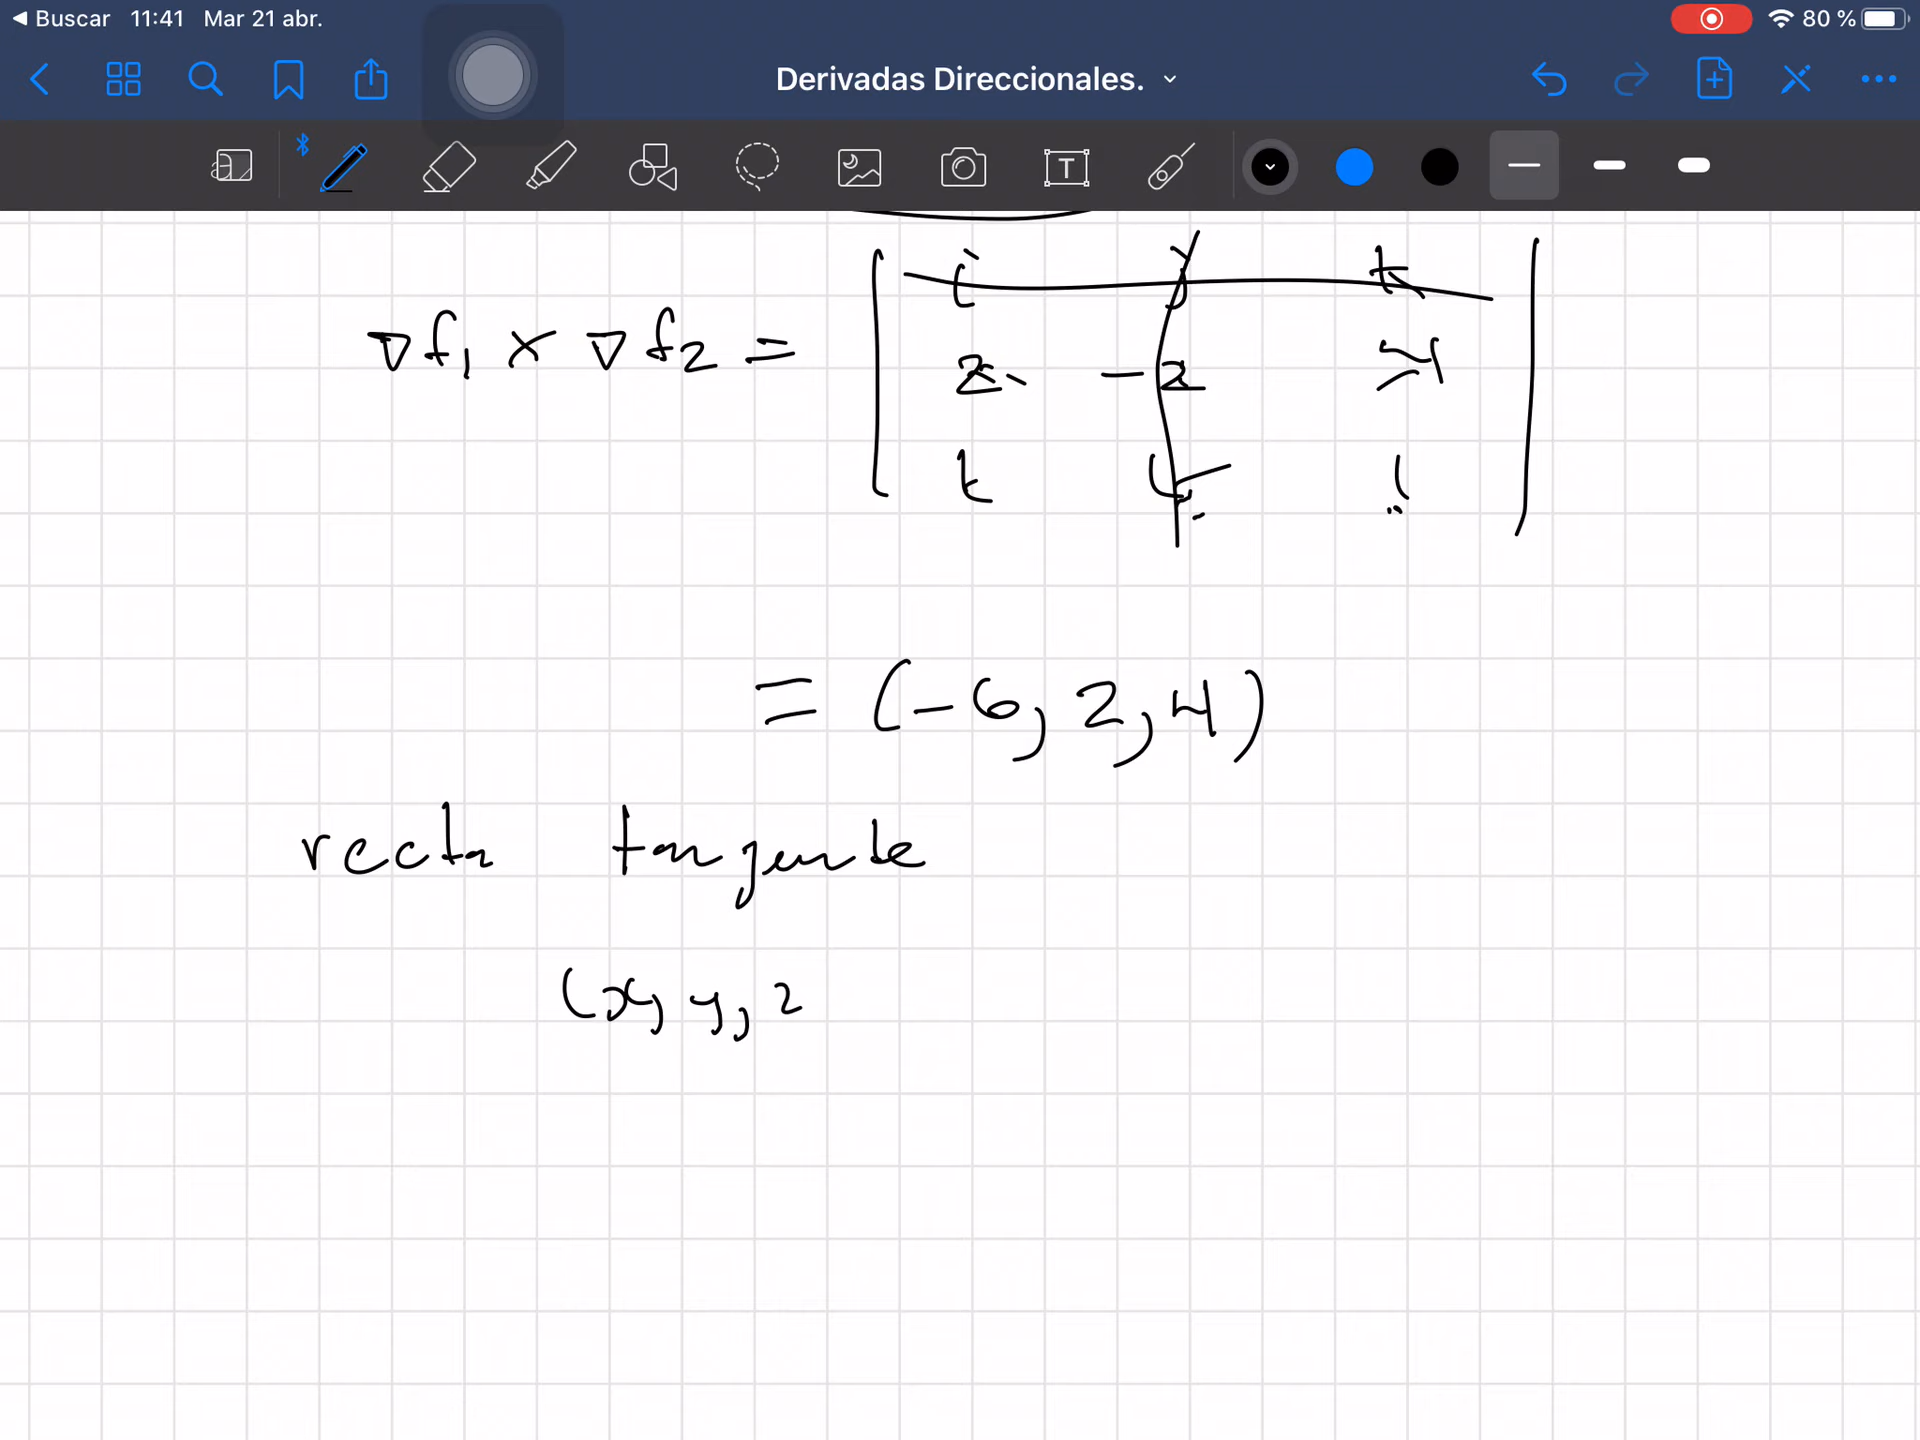 Buscar 11:41 Mar 21 abr. 80 %
Derivadas Direccionales.
T
∇f₁ × ∇f₂ =
i j k
2 -2 4
1 1 1
= (-6, 2, 4)
recta tangente
(x, y, z